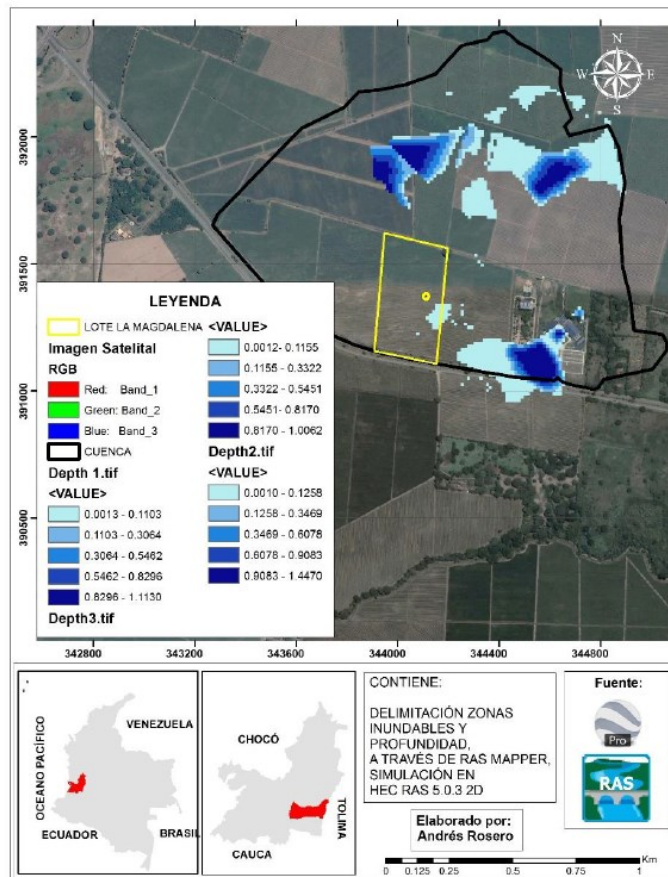 N
W E
S
392000
391500
391000
390500
LEYENDA
LOTE LA MAGDALENA
Imagen Satelital
RGB
Red: Band_1
Green: Band_2
Blue: Band_3
CUENCA
Depth 1.tif
<VALUE>
0.0013 - 0.1103
0.1103 - 0.3064
0.3064 - 0.5462
0.5462 - 0.8296
0.8296 - 1.1130
Depth3.tif
<VALUE>
0.0012 - 0.1155
0.1155 - 0.3322
0.3322 - 0.5451
0.5451 - 0.8170
0.8170 - 1.0062
Depth2.tif
<VALUE>
0.0010 - 0.1258
0.1258 - 0.3469
0.3469 - 0.6078
0.6078 - 0.9083
0.9083 - 1.4470
342800 343200 343600 344000 344400 344800
OCEANO PACÍFICO
VENEZUELA
ECUADOR
BRASIL
CHOCÓ
TOLIMA
CAUCA
CONTIENE:
DELIMITACIÓN ZONAS
INUNDABLES Y
PROFUNDIDAD,
A TRAVÉS DE RAS MAPPER,
SIMULACIÓN EN
HEC RAS 5.0.3 2D
Elaborado por:
Andrés Rosero
Fuente:
Pro
RAS
Km
0 0.125 0.25 0.5 0.75 1